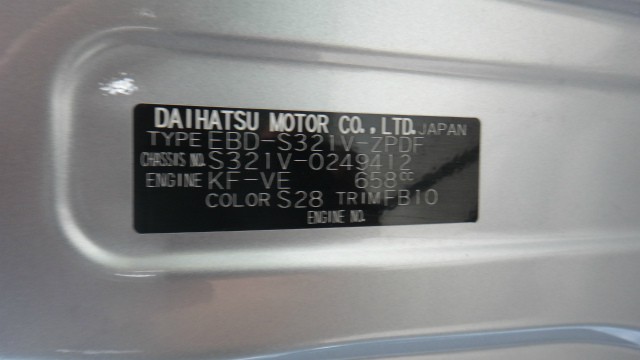 DAIHATSU MOTOR CO.,LTD. JAPAN
TYPE EBD-S321V-ZPDF
CHASSIS NO. S321V-0249412
ENGINE KF-VE 658cc
COLOR S28 TRIM FB10
ENGINE NO.